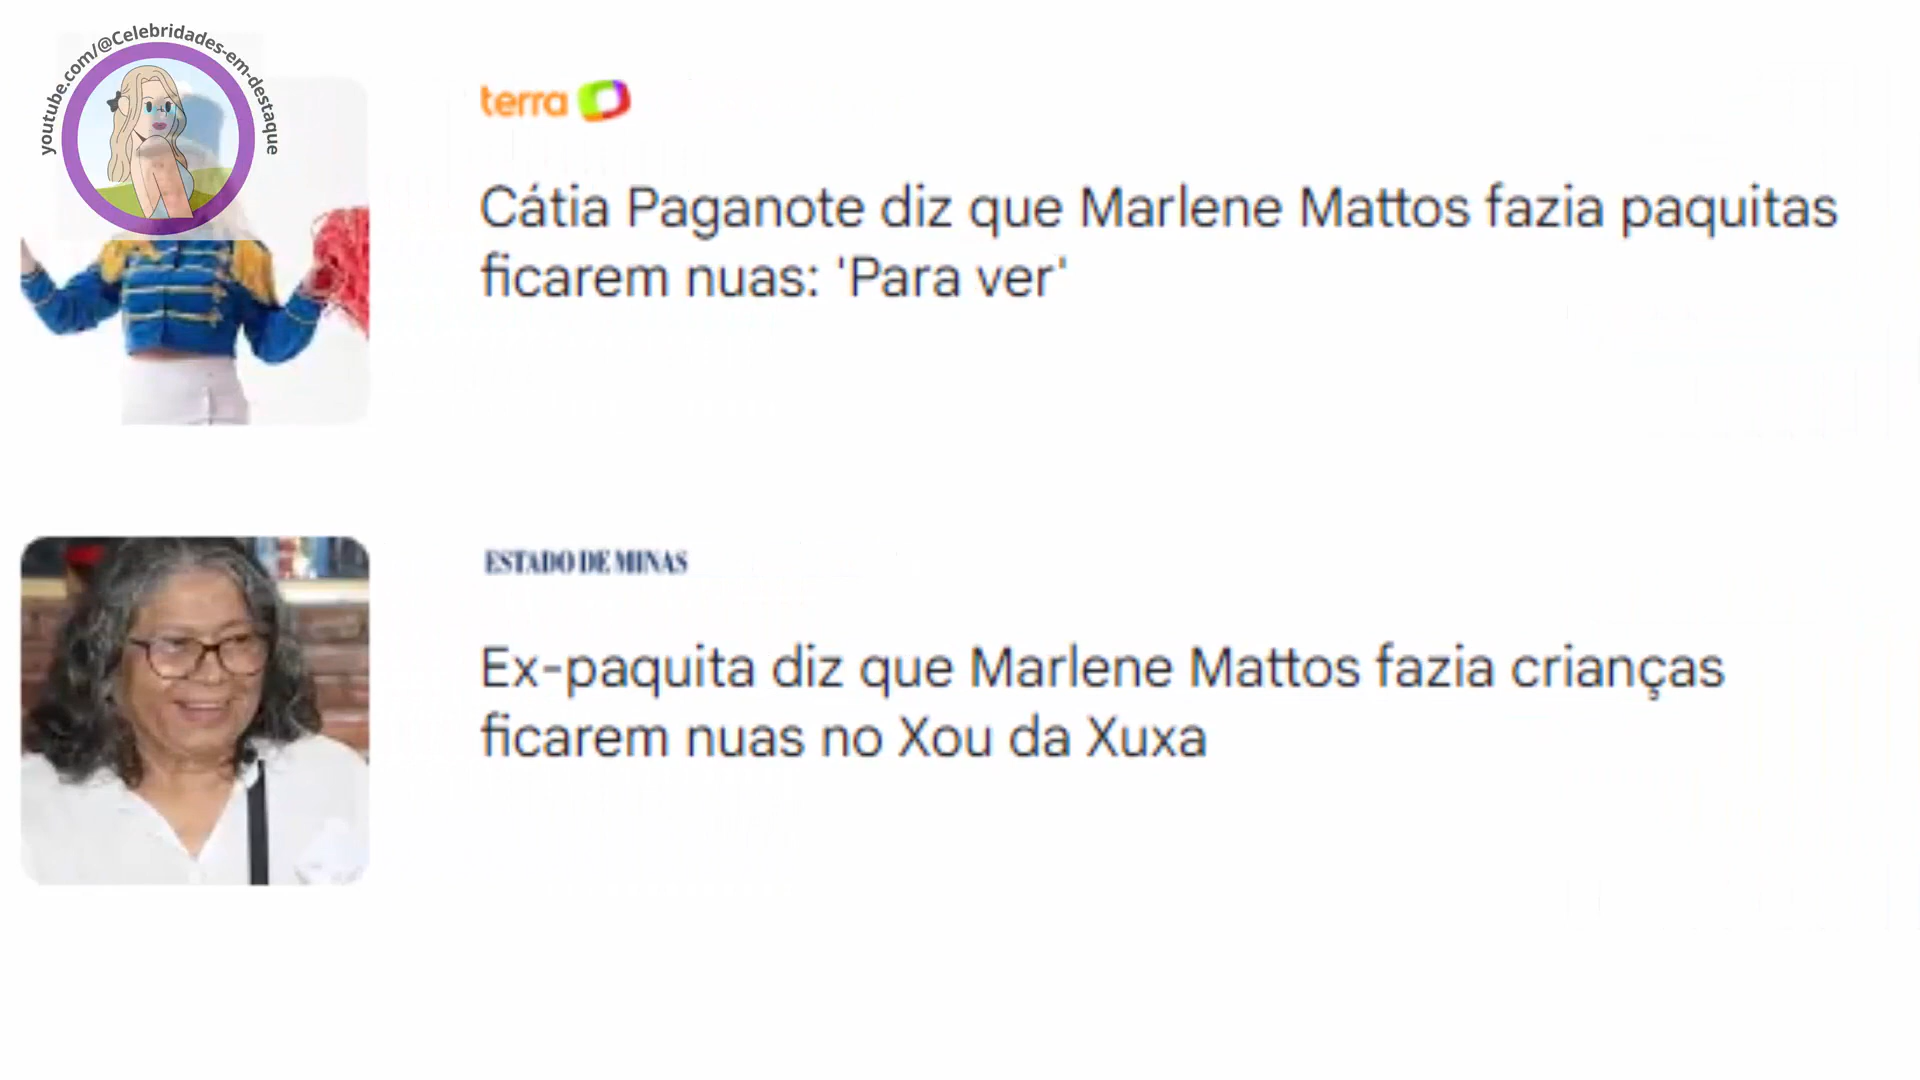 youtube.com/@Celebridades-em-destaque
terra
Cátia Paganote diz que Marlene Mattos fazia paquitas
ficarem nuas: 'Para ver'
ESTADO DE MINAS
Ex-paquita diz que Marlene Mattos fazia crianças
ficarem nuas no Xou da Xuxa